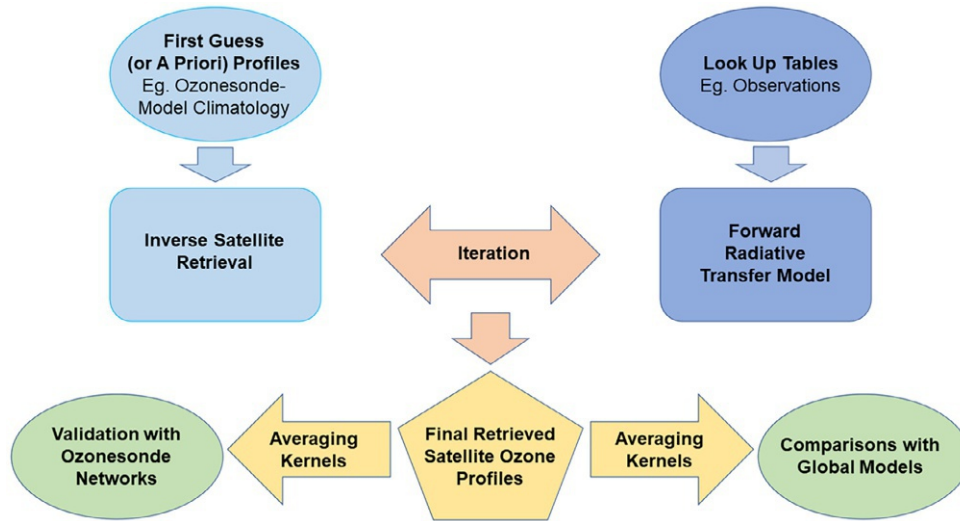 First Guess
(or A Priori) Profiles
Eg. Ozonesonde-
Model Climatology
Look Up Tables
Eg. Observations
Inverse Satellite
Retrieval
Iteration
Forward
Radiative
Transfer Model
Validation with
Ozonesonde
Networks
Averaging
Kernels
Final Retrieved
Satellite Ozone
Profiles
Averaging
Kernels
Comparisons with
Global Models